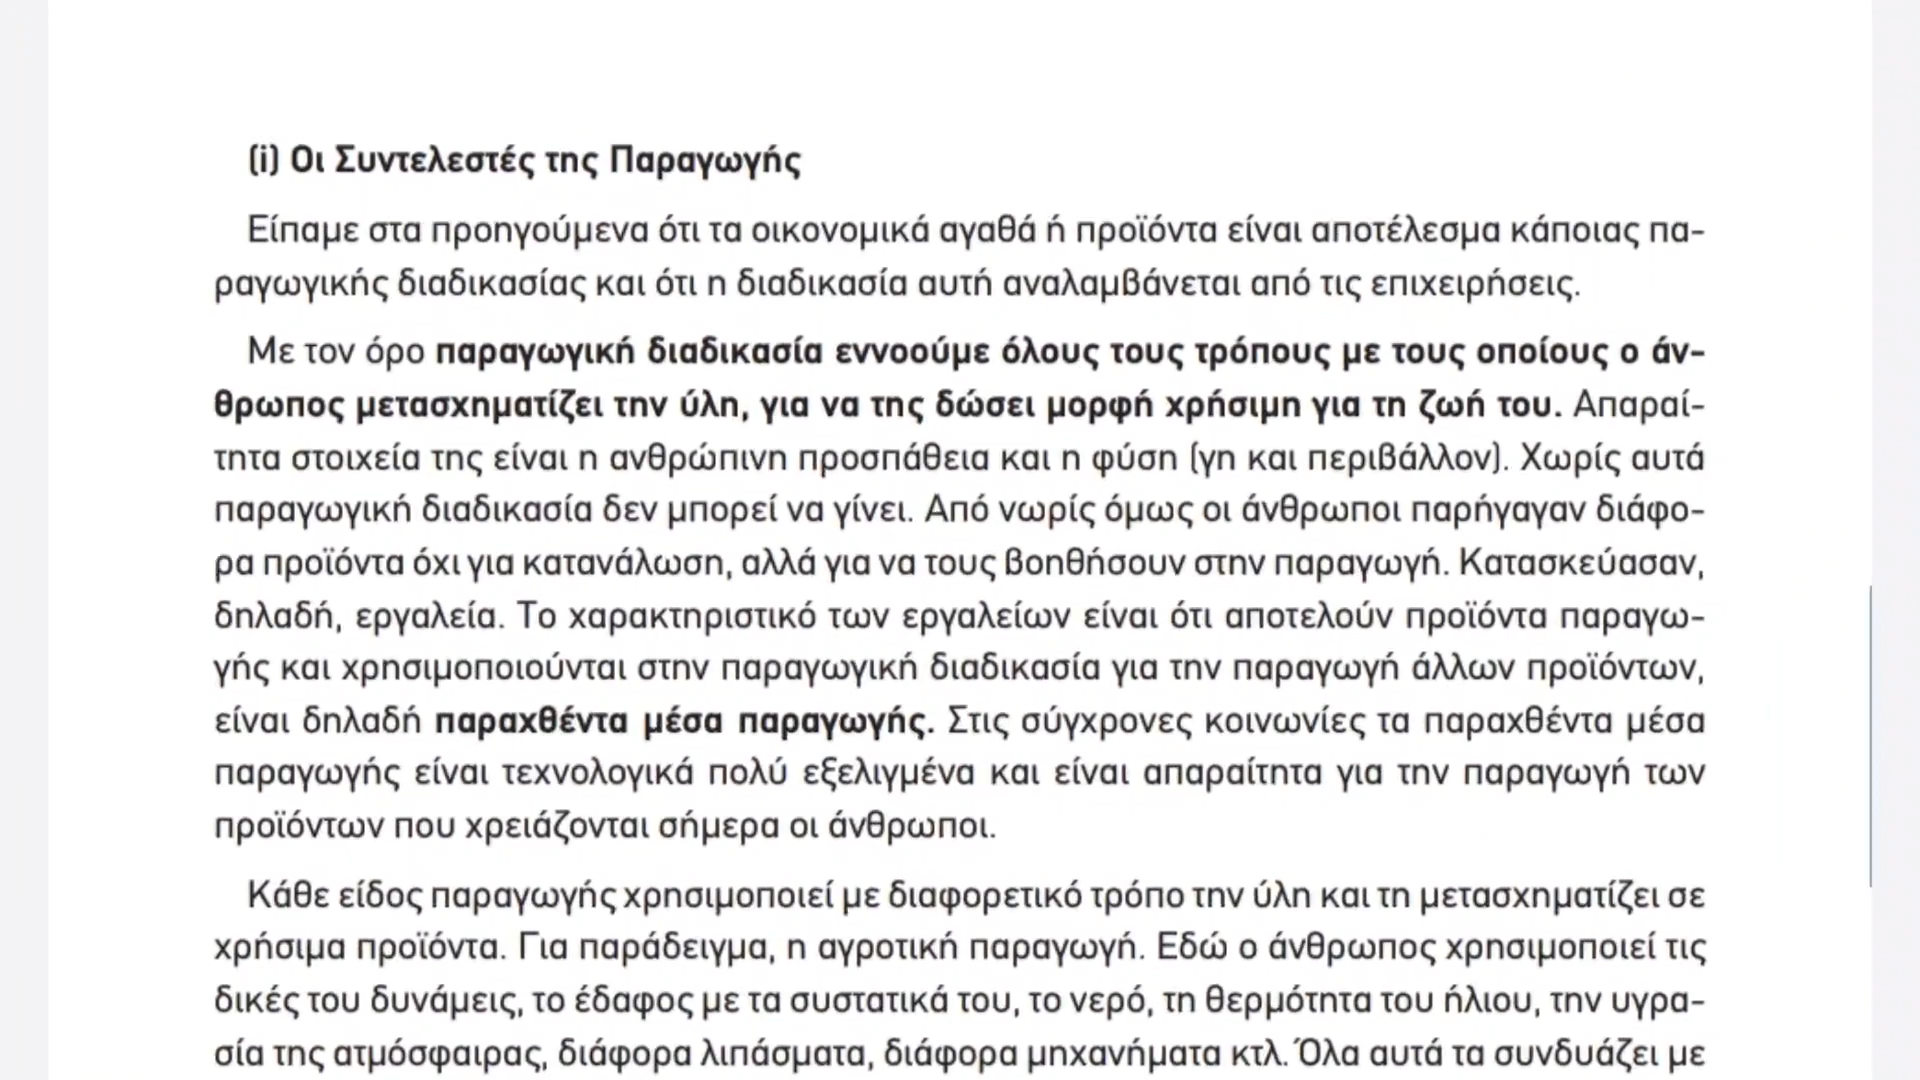 (i) Οι Συντελεστές της Παραγωγής
Είπαμε στα προηγούμενα ότι τα οικονομικά αγαθά ή προϊόντα είναι αποτέλεσμα κάποιας πα-
ραγωγικής διαδικασίας και ότι η διαδικασία αυτή αναλαμβάνεται από τις επιχειρήσεις.
Με τον όρο παραγωγική διαδικασία εννοούμε όλους τους τρόπους με τους οποίους ο άν-
θρωπος μετασχηματίζει την ύλη, για να της δώσει μορφή χρήσιμη για τη ζωή του. Απαραί-
τητα στοιχεία της είναι η ανθρώπινη προσπάθεια και η φύση (γη και περιβάλλον). Χωρίς αυτά
παραγωγική διαδικασία δεν μπορεί να γίνει. Από νωρίς όμως οι άνθρωποι παρήγαγαν διάφο-
ρα προϊόντα όχι για κατανάλωση, αλλά για να τους βοηθήσουν στην παραγωγή. Κατασκεύασαν,
δηλαδή, εργαλεία. Το χαρακτηριστικό των εργαλείων είναι ότι αποτελούν προϊόντα παραγω-
γής και χρησιμοποιούνται στην παραγωγική διαδικασία για την παραγωγή άλλων προϊόντων,
είναι δηλαδή παραχθέντα μέσα παραγωγής. Στις σύγχρονες κοινωνίες τα παραχθέντα μέσα
παραγωγής είναι τεχνολογικά πολύ εξελιγμένα και είναι απαραίτητα για την παραγωγή των
προϊόντων που χρειάζονται σήμερα οι άνθρωποι.
Κάθε είδος παραγωγής χρησιμοποιεί με διαφορετικό τρόπο την ύλη και τη μετασχηματίζει σε
χρήσιμα προϊόντα. Για παράδειγμα, η αγροτική παραγωγή. Εδώ ο άνθρωπος χρησιμοποιεί τις
δικές του δυνάμεις, το έδαφος με τα συστατικά του, το νερό, τη θερμότητα του ήλιου, την υγρα-
σία της ατμόσφαιρας, διάφορα λιπάσματα, διάφορα μηχανήματα κτλ. Όλα αυτά τα συνδυάζει με